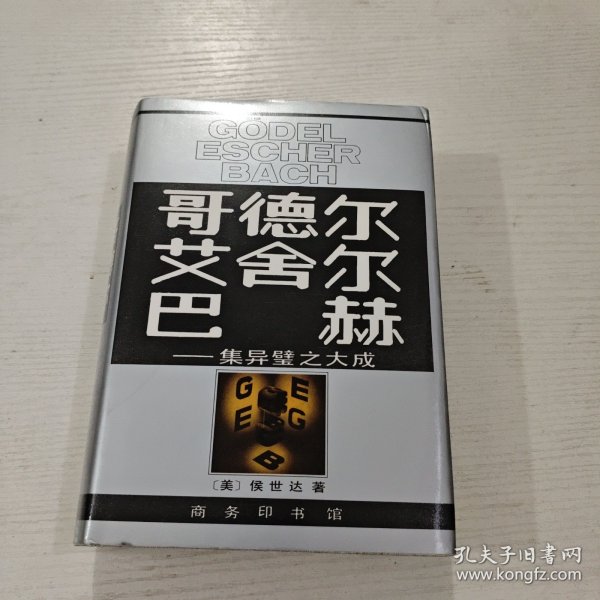 GÖDEL
ESCHER
BACH
哥德尔
艾舍尔
巴赫
——集异璧之大成
G E
E G
B
〔美〕侯世达著
商务印书馆
孔夫子旧书网
www.kongfz.com